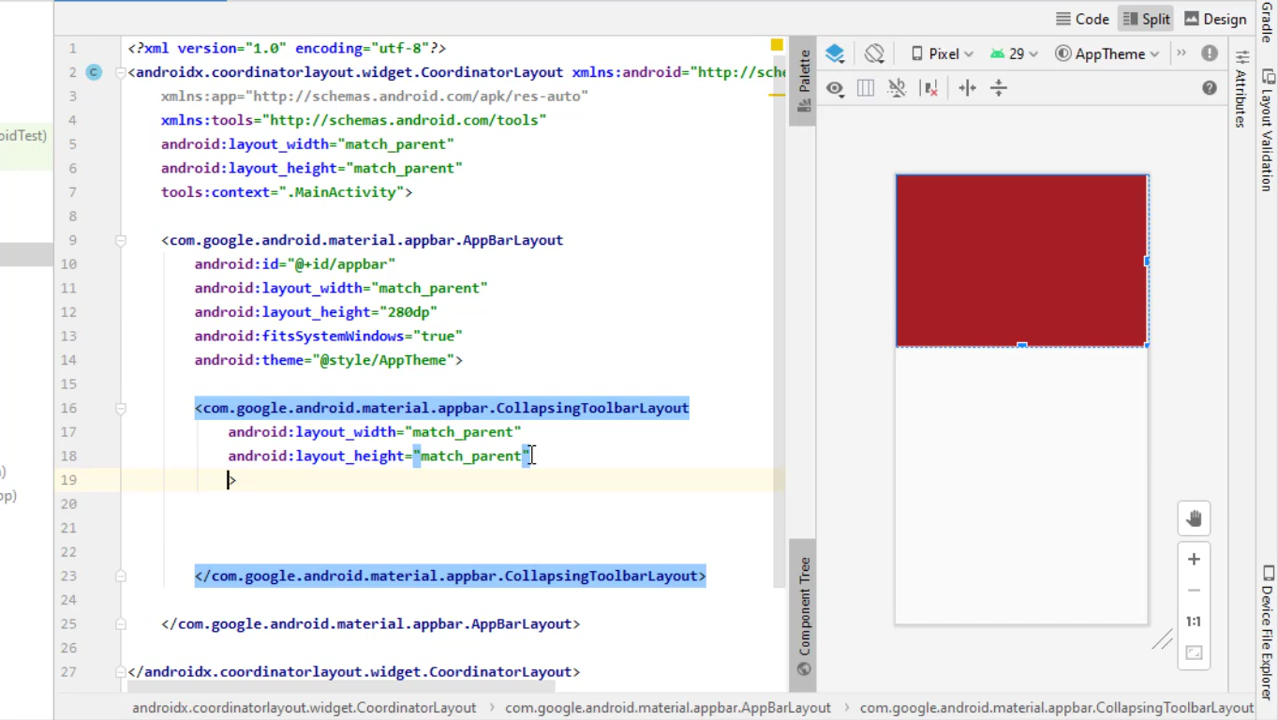 Code Split Design
1 <?xml version="1.0" encoding="utf-8"?>
2 <androidx.coordinatorlayout.widget.CoordinatorLayout xmlns:android="http://sche
3 xmlns:app="http://schemas.android.com/apk/res-auto"
4 xmlns:tools="http://schemas.android.com/tools"
5 android:layout_width="match_parent"
6 android:layout_height="match_parent"
7 tools:context=".MainActivity">
8
9 <com.google.android.material.appbar.AppBarLayout
10 android:id="@+id/appbar"
11 android:layout_width="match_parent"
12 android:layout_height="280dp"
13 android:fitsSystemWindows="true"
14 android:theme="@style/AppTheme">
15
16 <com.google.android.material.appbar.CollapsingToolbarLayout
17 android:layout_width="match_parent"
18 android:layout_height="match_parent"
19 >
20
21
22
23 </com.google.android.material.appbar.CollapsingToolbarLayout>
24
25 </com.google.android.material.appbar.AppBarLayout>
26
27 </androidx.coordinatorlayout.widget.CoordinatorLayout>
C
oidTest)
)
pp)
Palette
Component Tree
Pixel 29 AppTheme »
1:1
Gradle
Attributes
Layout Validation
Device File Explorer
androidx.coordinatorlayout.widget.CoordinatorLayout › com.google.android.material.appbar.AppBarLayout › com.google.android.material.appbar.CollapsingToolbarLayout